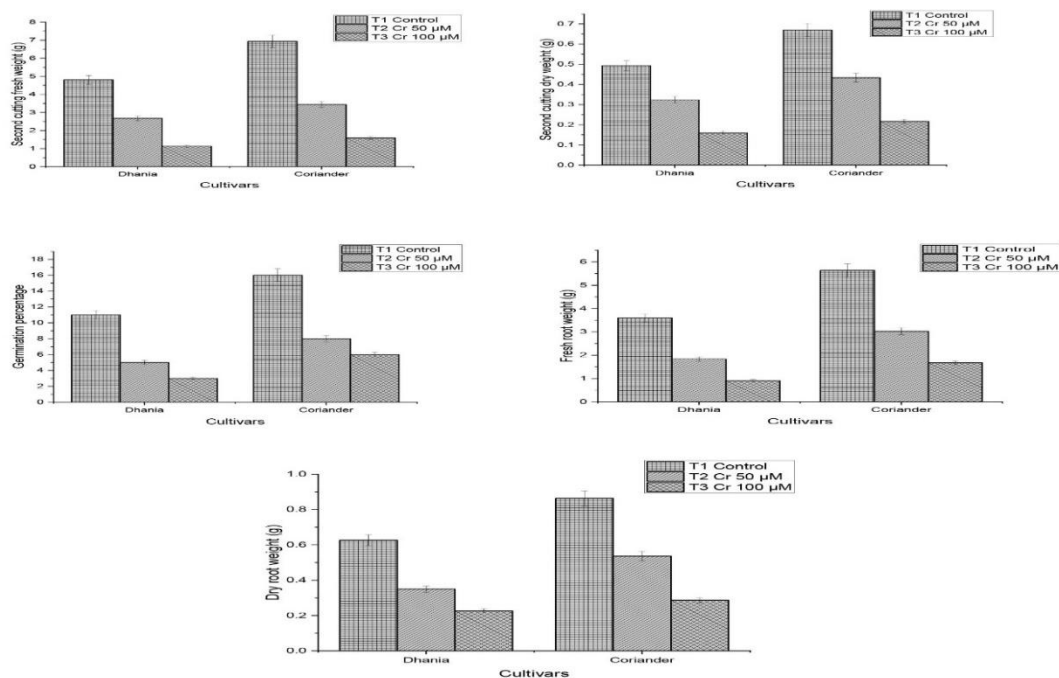 T1 Control
T2 Cr 50 µM
T3 Cr 100 µM
Second cutting fresh weight (g)
8
7
6
5
4
3
2
1
0
Dhania
Coriander
Cultivars
T1 Control
T2 Cr 50 µM
T3 Cr 100 µM
Second cutting dry weight (g)
0.7
0.6
0.5
0.4
0.3
0.2
0.1
0.0
Dhania
Coriander
Cultivars
T1 Control
T2 Cr 50 µM
T3 Cr 100 µM
Germination percentage
18
16
14
12
10
8
6
4
2
0
Dhania
Coriander
Cultivars
T1 Control
T2 Cr 50 µM
T3 Cr 100 µM
Fresh root weight (g)
6
5
4
3
2
1
0
Dhania
Coriander
Cultivars
T1 Control
T2 Cr 50 µM
T3 Cr 100 µM
Dry root weight (g)
1.0
0.8
0.6
0.4
0.2
0.0
Dhania
Coriander
Cultivars